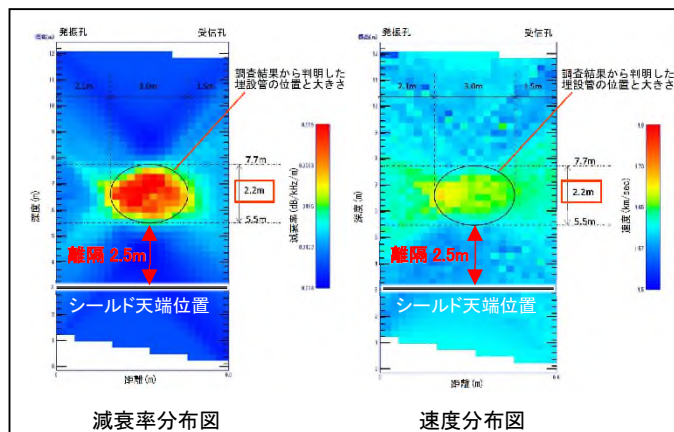 発振孔
受信孔
2.1m
3.0m
1.5m
調査結果から判明した
埋設管の位置と大きさ
7.7m
2.2m
5.5m
離隔 2.5m
シールド天端位置
深度(m)
距離(m)
減衰率(dB/kHz/m)
減衰率分布図
発振孔
受信孔
2.1m
3.0m
1.5m
調査結果から判明した
埋設管の位置と大きさ
7.7m
2.2m
5.5m
離隔 2.5m
シールド天端位置
深度(m)
距離(m)
速度(km/sec)
速度分布図